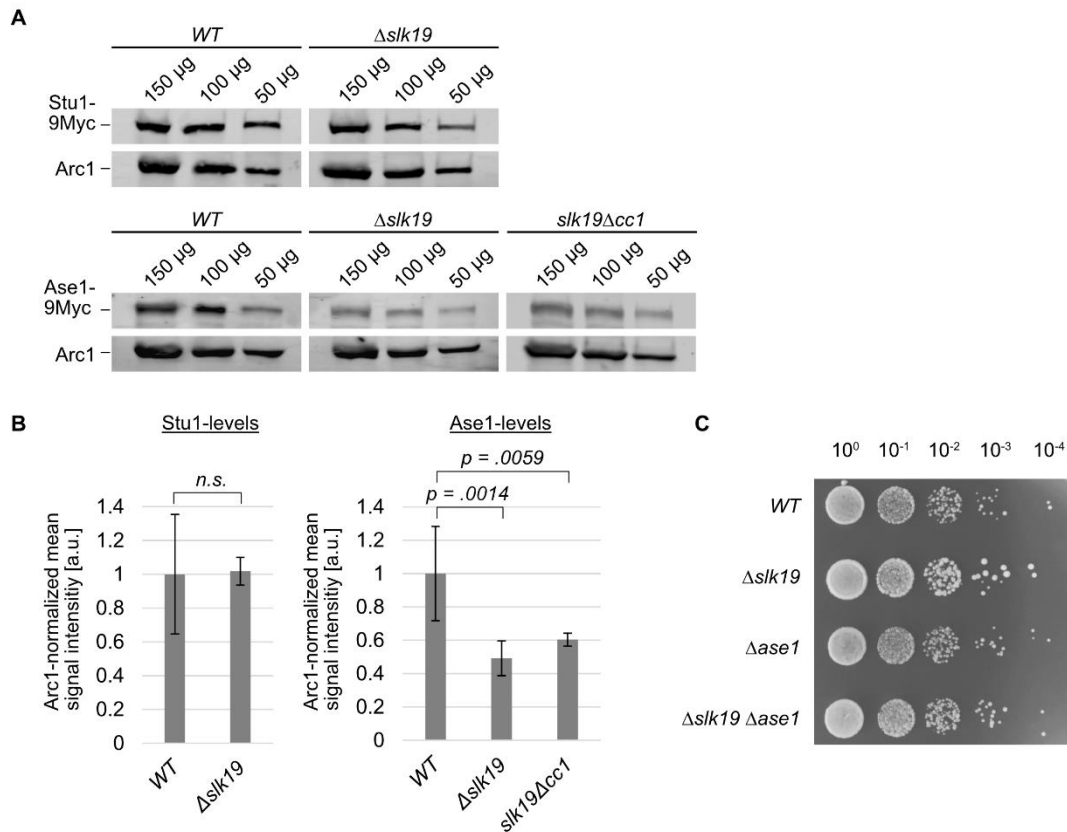 A
WT Δslk19
150 µg 100 µg 50 µg 150 µg 100 µg 50 µg
Stu1-
9Myc
Arc1
WT Δslk19 slk19Δcc1
150 µg 100 µg 50 µg 150 µg 100 µg 50 µg 150 µg 100 µg 50 µg
Ase1-
9Myc
Arc1
B
Stu1-levels
n.s.
Arc1-normalized mean
signal intensitiy [a.u.]
1.4
1.2
1
0.8
0.6
0.4
0.2
0
WT Δslk19
Ase1-levels
p = .0059
p = .0014
Arc1-normalized mean
signal intensitiy [a.u.]
1.4
1.2
1
0.8
0.6
0.4
0.2
0
WT Δslk19 slk19Δcc1
C
10⁰ 10⁻¹ 10⁻² 10⁻³ 10⁻⁴
WT
Δslk19
Δase1
Δslk19 Δase1